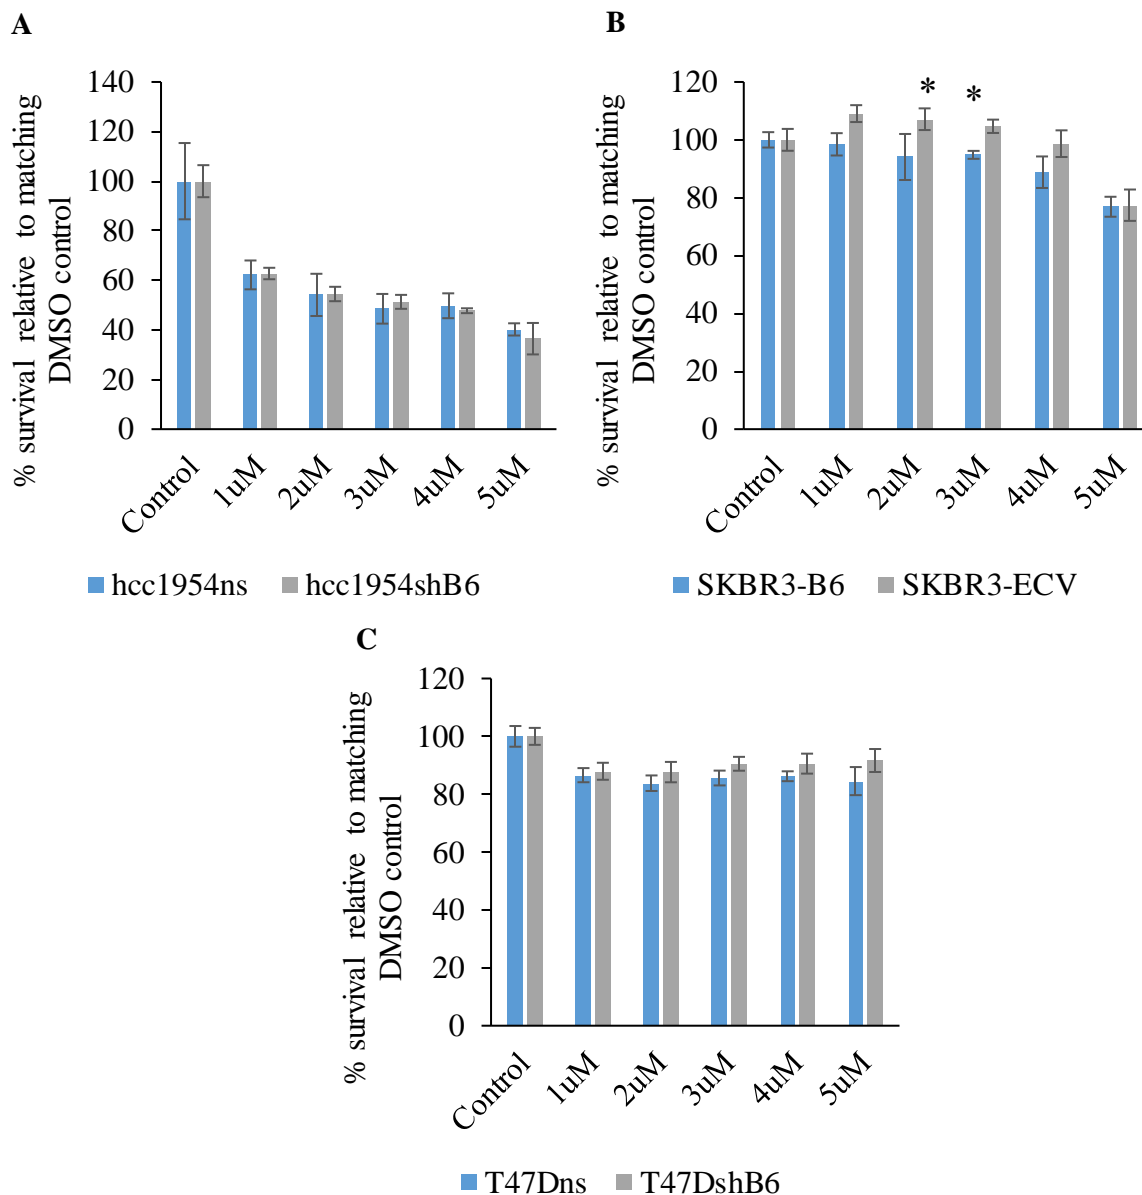 A
% survival relative to matching
DMSO control
140
120
100
80
60
40
20
0
Control
1uM
2uM
3uM
4uM
5uM
hcc1954ns
hcc1954shB6
B
% survival relative to matching
DMSO control
120
100
80
60
40
20
0
*
*
Control
1uM
2uM
3uM
4uM
5uM
SKBR3-B6
SKBR3-ECV
C
% survival relative to matching
DMSO control
120
100
80
60
40
20
0
Control
1uM
2uM
3uM
4uM
5uM
T47Dns
T47DshB6